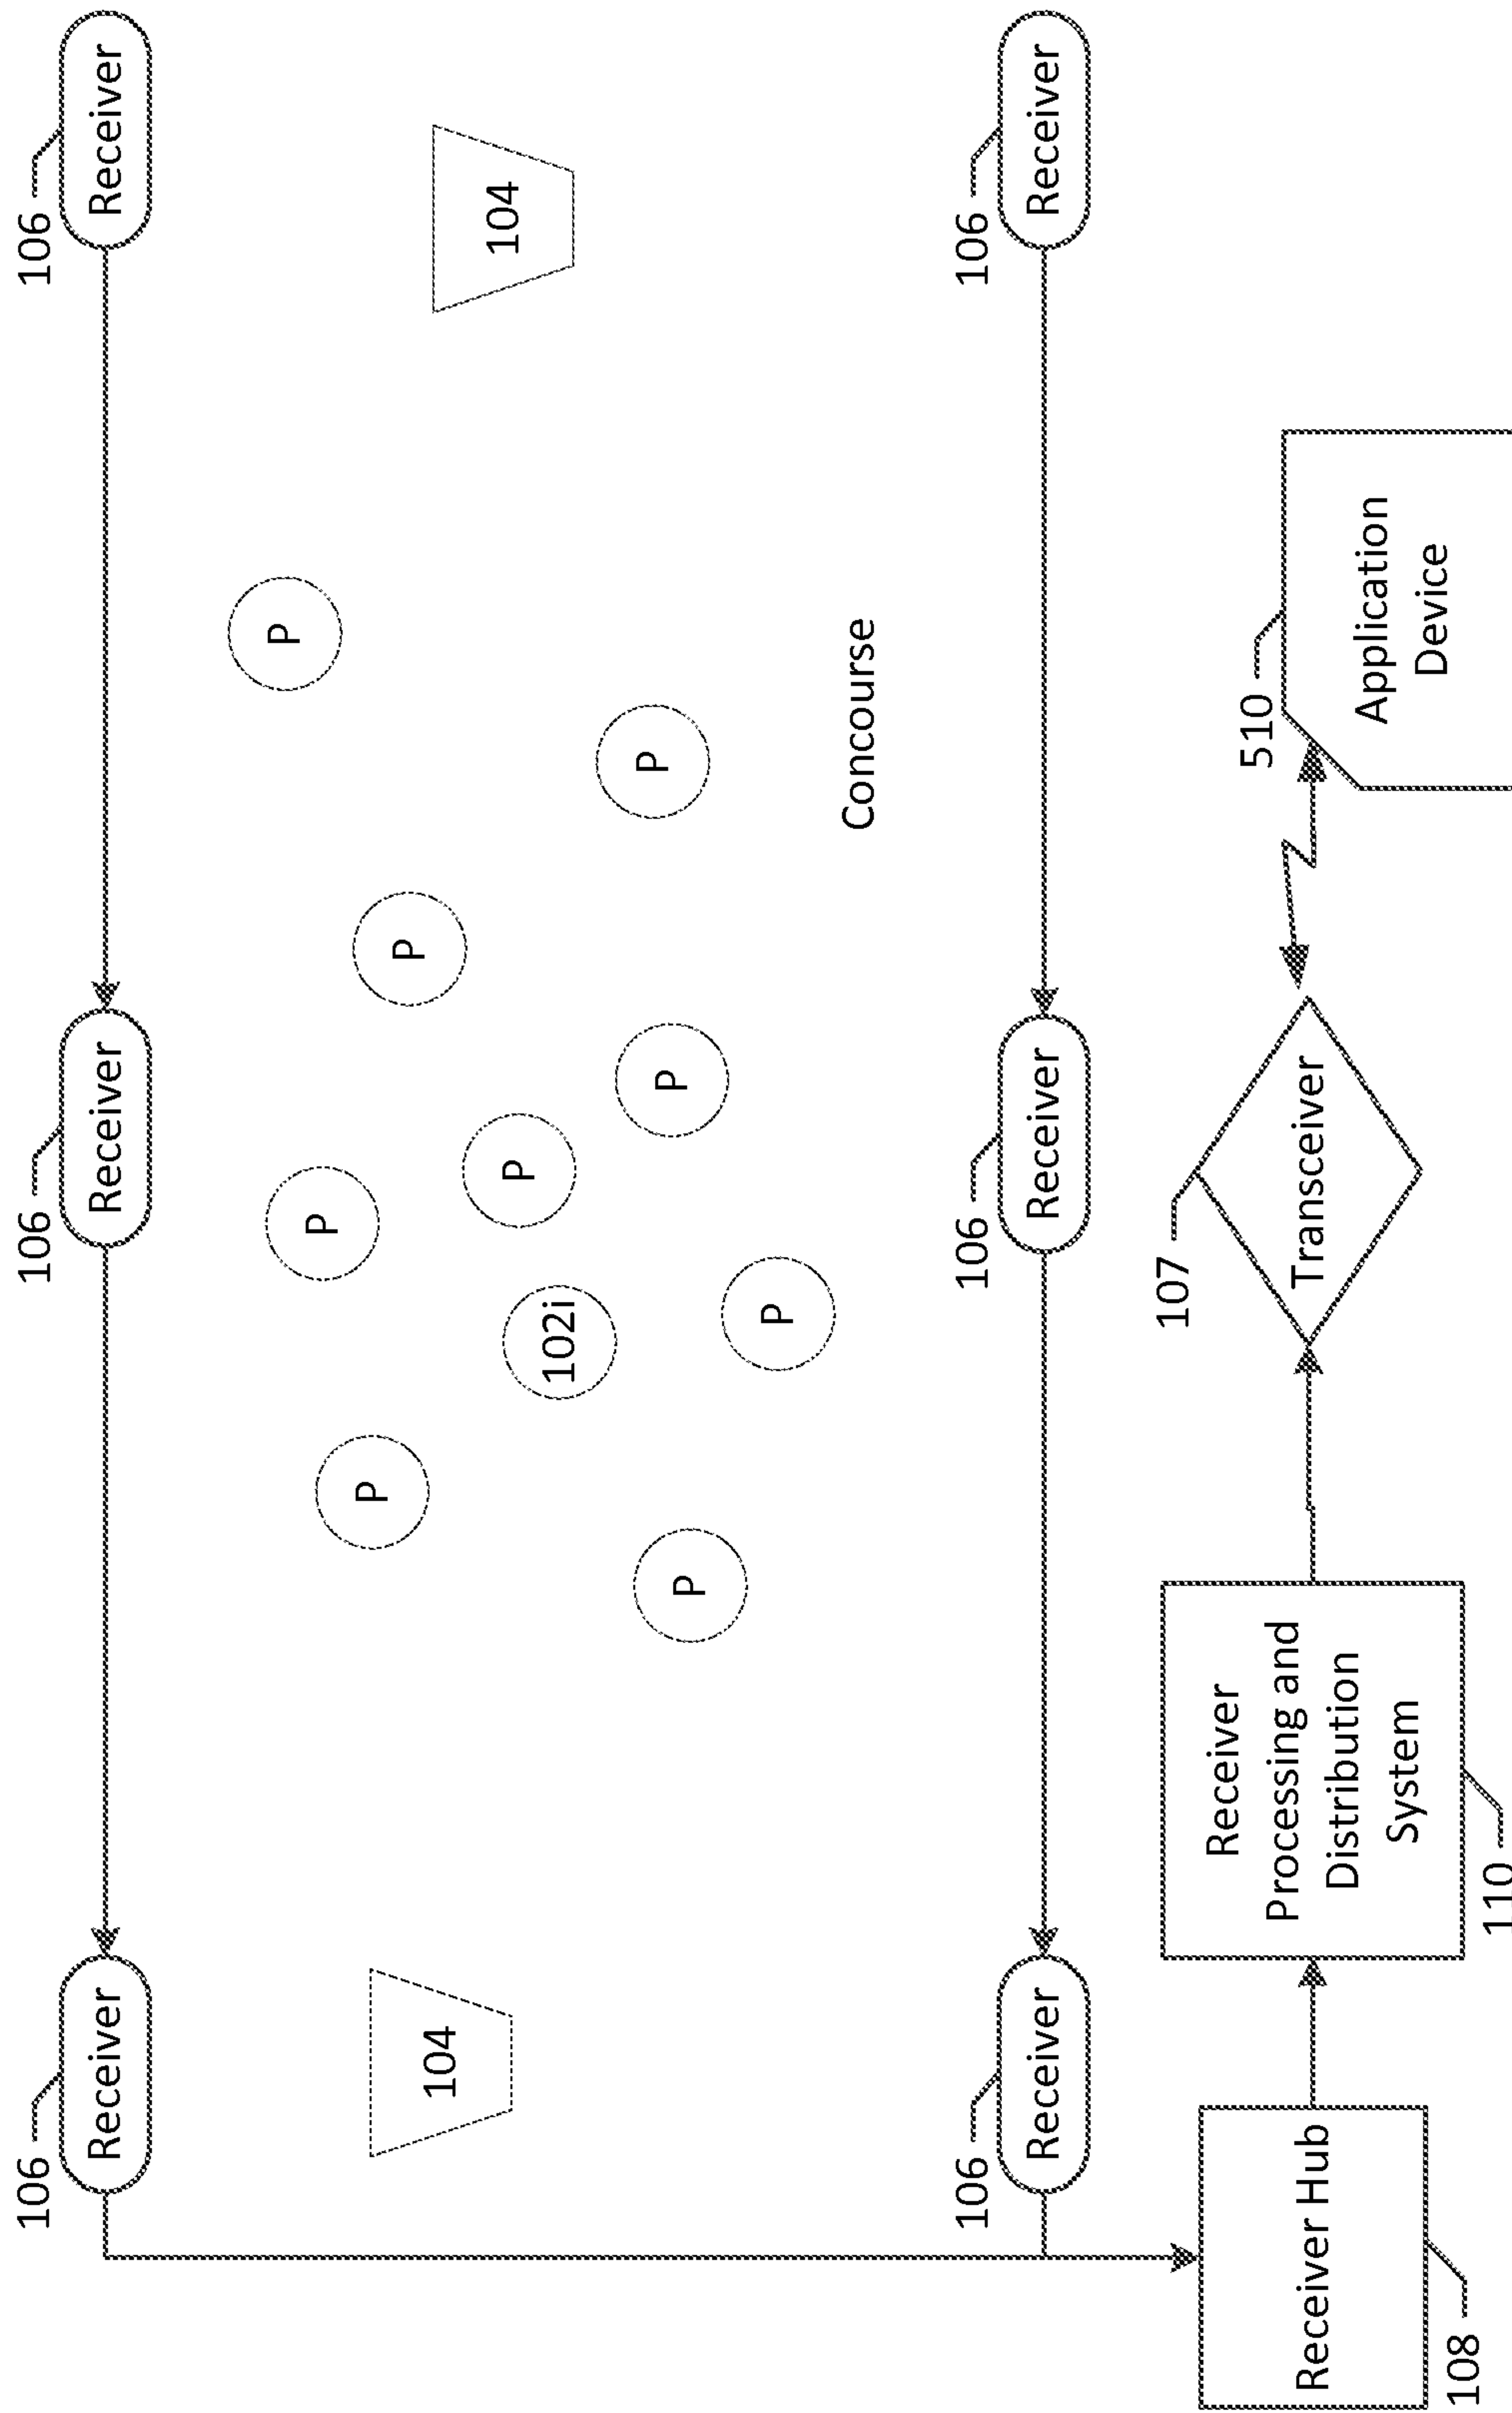 106
106
106
Receiver
Receiver
Receiver
P
P
P
P
104
104
P
102i
P
P
P
P
Concourse
106
106
106
Receiver
Receiver
Receiver
Receiver Hub
108
Receiver
Processing and
Distribution
System
110
107
Transceiver
510
Application
Device